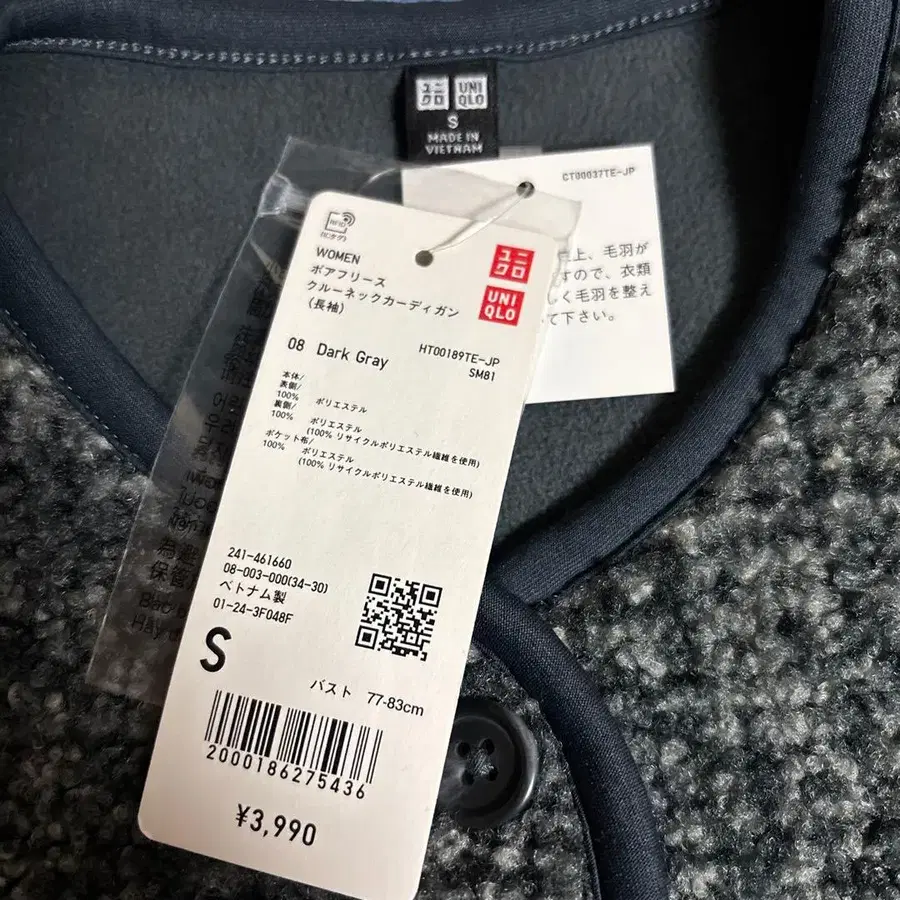 ユニクロ UNIQLO
S
MADE IN
VIETNAM
CT00037TE-JP
上、毛羽が
すので、衣類
しく毛羽を整え
て下さい。
RFID
WOMEN
ボアフリース
クルーネックカーディガン
(長袖)
ユニクロ
UNIQLO
08 Dark Gray
HT00189TE-JP
SM81
本体/
表側/
100% ポリエステル
裏側/
100% ポリエステル
(100% リサイクルポリエステル繊維を使用)
ポケット布/
100% ポリエステル
(100% リサイクルポリエステル繊維を使用)
241-461660
08-003-000(34-30)
ベトナム製
01-24-3F048F
S
バスト 77-83cm
2000186275436
¥3,990
為避
保管